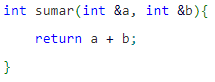 int sumar(int &a, int &b){
    return a + b;
}